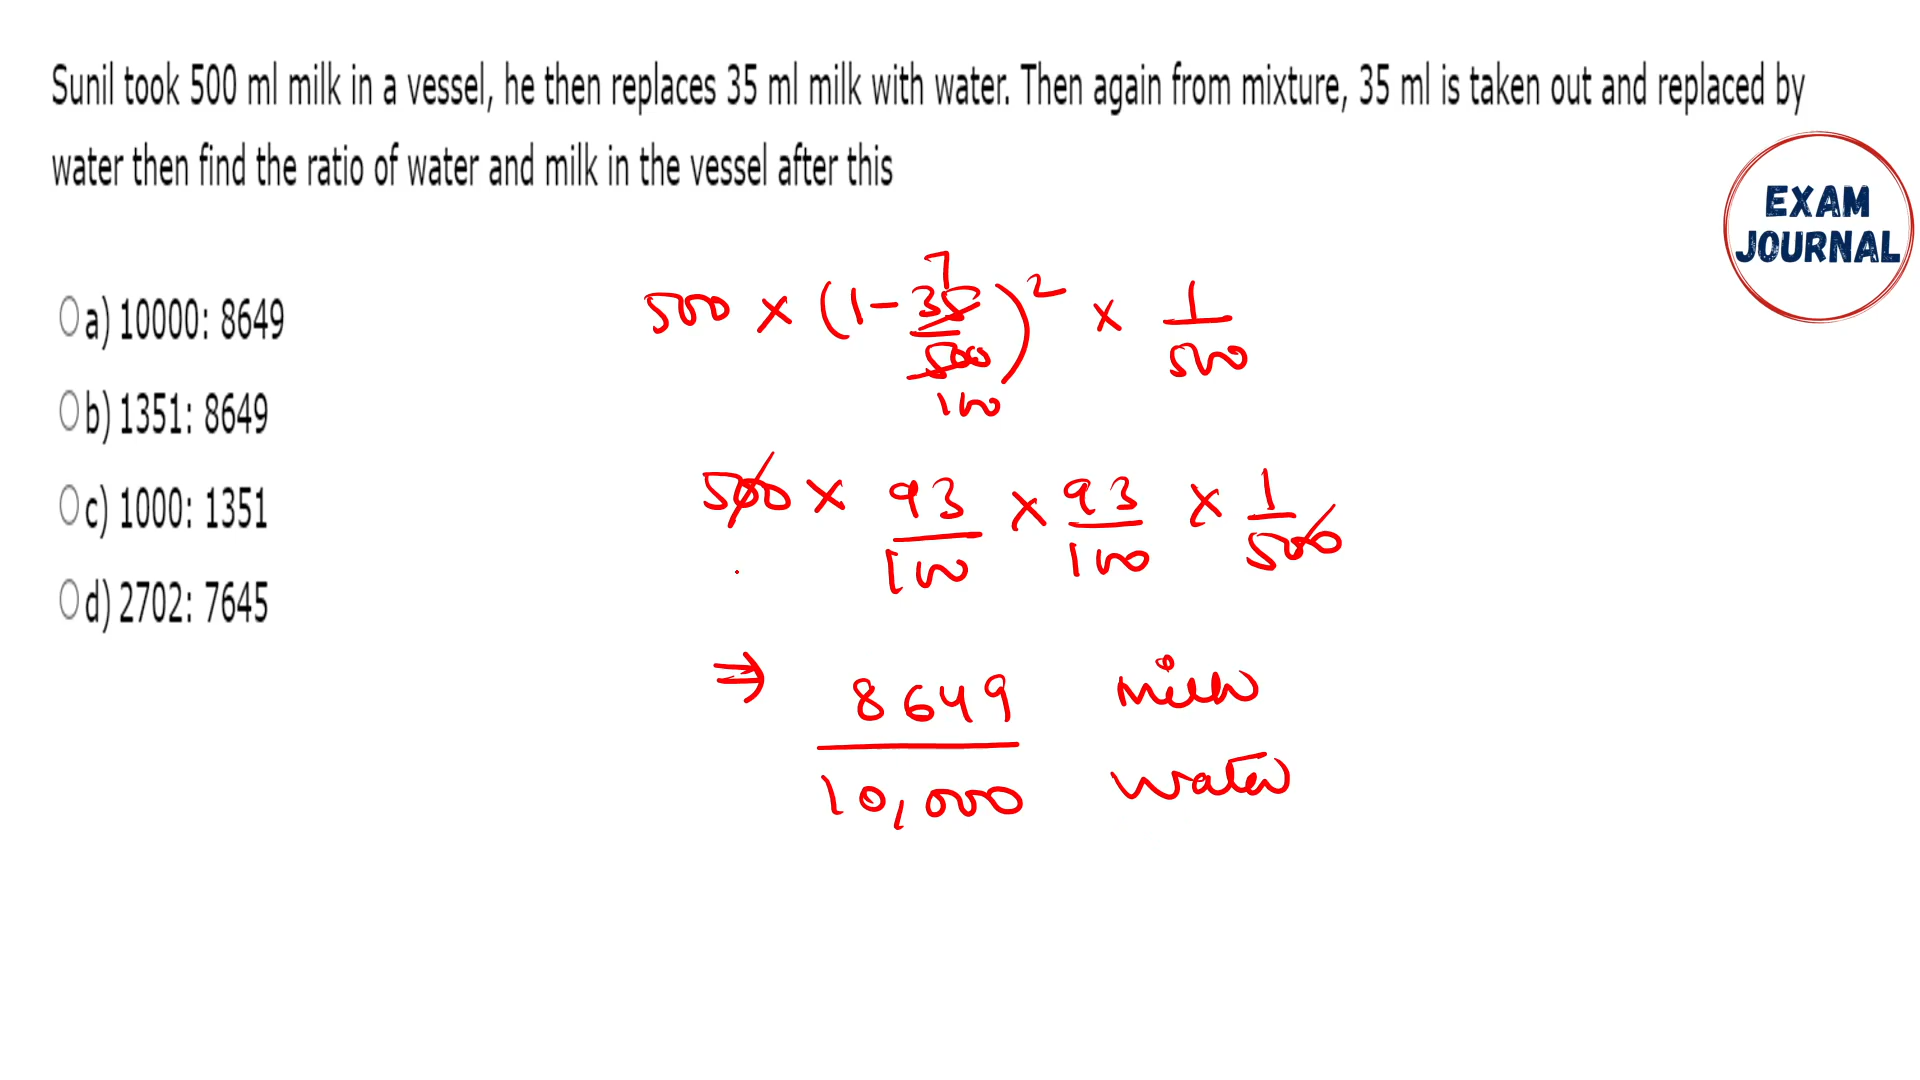 Sunil took 500 ml milk in a vessel, he then replaces 35 ml milk with water. Then again from mixture, 35 ml is taken out and replaced by
water then find the ratio of water and milk in the vessel after this
EXAM
JOURNAL
a) 10000: 8649
b) 1351: 8649
c) 1000: 1351
d) 2702: 7645
7
500 × (1 - 35/500)² × 1/500
100
500 × 93/100 × 93/100 × 1/500
⇒ 8649 milk
10,000 water